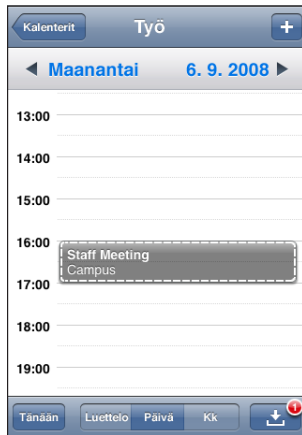 Kalenterit Työ +
Maanantai 6. 9. 2008
13:00
14:00
15:00
16:00
Staff Meeting
Campus
17:00
18:00
19:00
Tänään Luettelo Päivä Kk 1